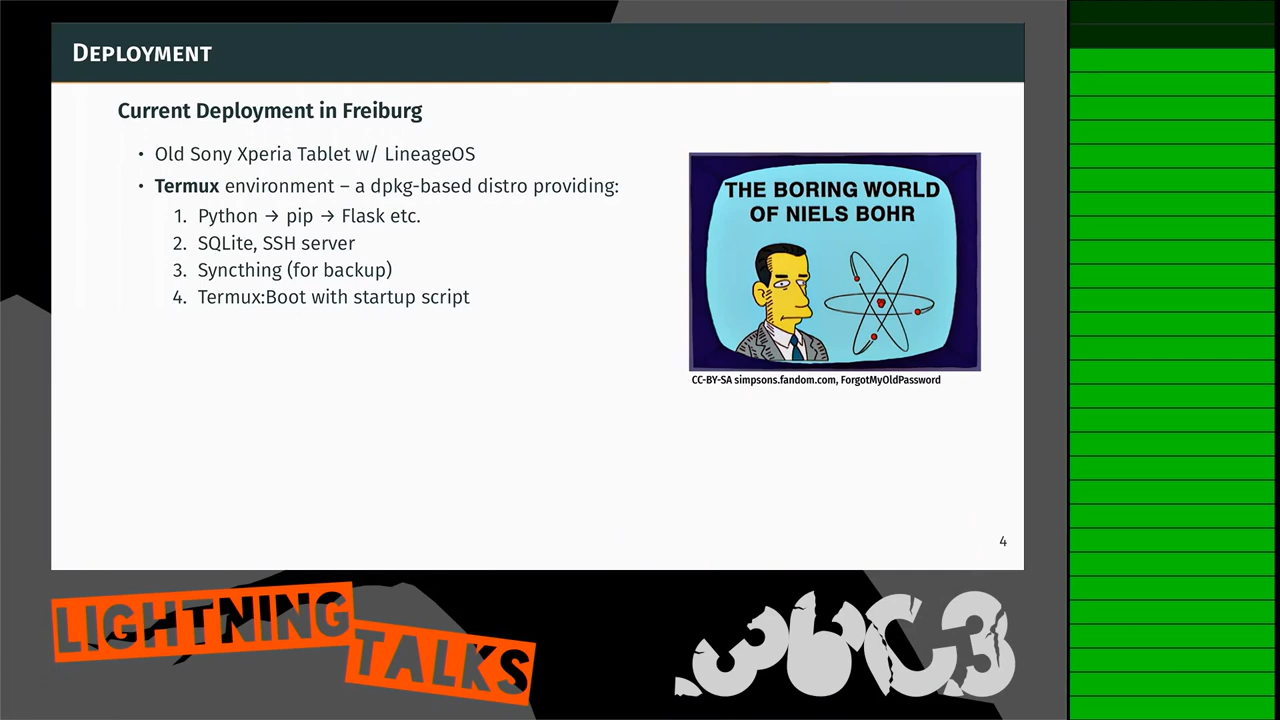 DEPLOYMENT
Current Deployment in Freiburg
• Old Sony Xperia Tablet w/ LineageOS
• Termux environment – a dpkg-based distro providing:
1. Python → pip → Flask etc.
2. SQLite, SSH server
3. Syncthing (for backup)
4. Termux:Boot with startup script
THE BORING WORLD
OF NIELS BOHR
CC-BY-SA simpsons.fandom.com, ForgotMyOldPassword
4
LIGHTNING
TALKS
36C3